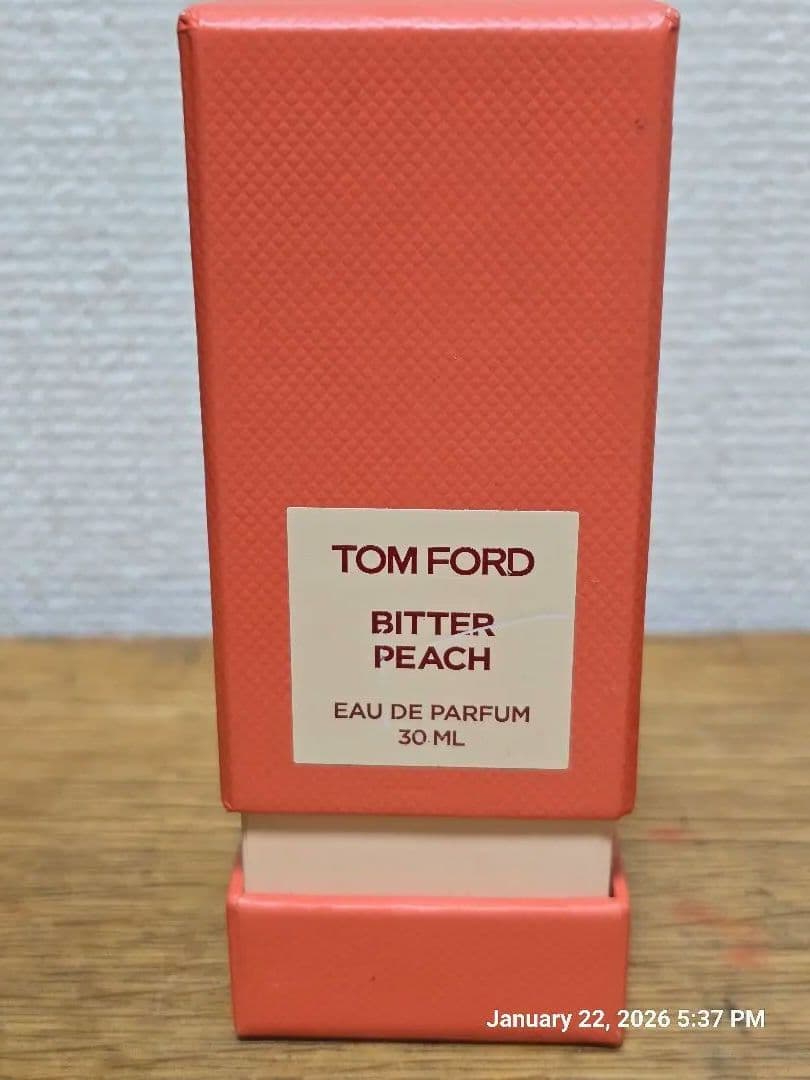 TOM FORD
BITTER
PEACH
EAU DE PARFUM
30 ML
January 22, 2026 5:37 PM